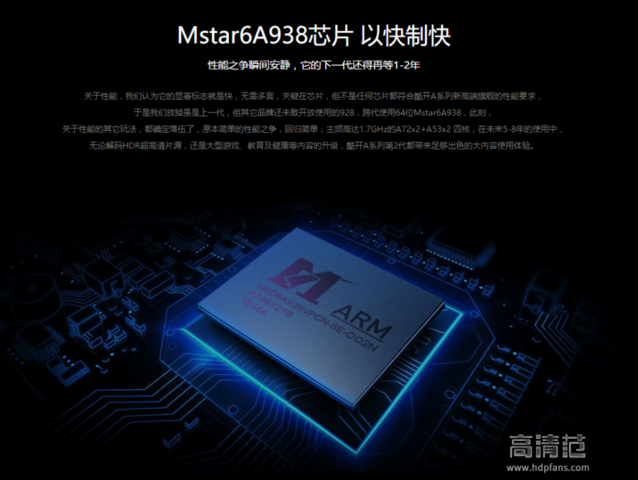 Mstar6A938芯片 以快制快
性能之争瞬间安静，它的下一代还得再等1-2年
关于性能，我们认为它的显著标志就是快，无需多言，关键在芯片，但不是任何芯片都符合酷开A系列新高端旗舰的性能要求，
于是我们放掉虽是上一代，但其它品牌还未敢开放使用的928，跨代使用64位Mstar6A938，此刻，
关于性能的其它玩法，都确定落伍了，原本简单的性能之争，回归简单；主频高达1.7GHz的A72x2+A53x2 四核，在未来5-8年的使用中，
无论解码HDR超高清片源，还是大型游戏、教育及健康等内容的升级，酷开A系列第2代都带来足够出色的大内容使用体验。
ARM
高清范
www.hdpfans.com